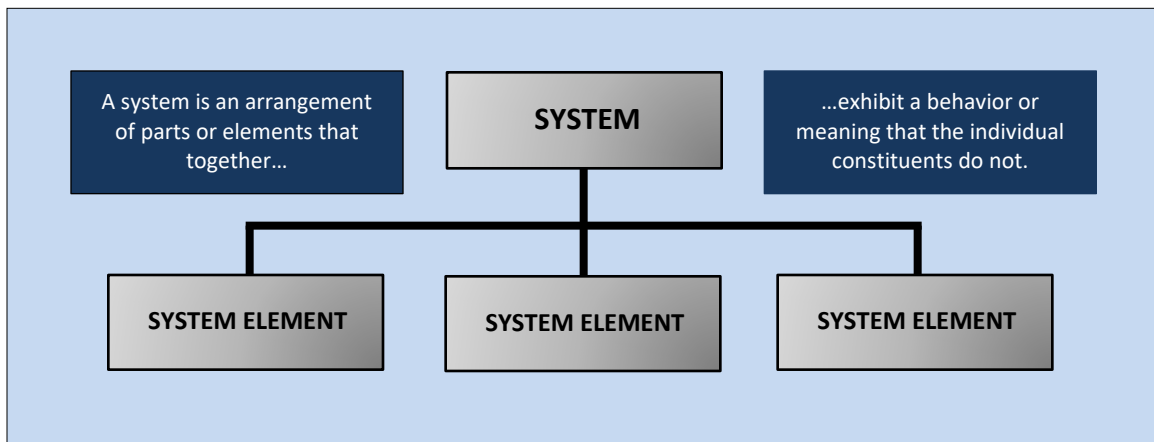 A system is an arrangement
of parts or elements that
together…
SYSTEM
…exhibit a behavior or
meaning that the individual
constituents do not.
SYSTEM ELEMENT
SYSTEM ELEMENT
SYSTEM ELEMENT